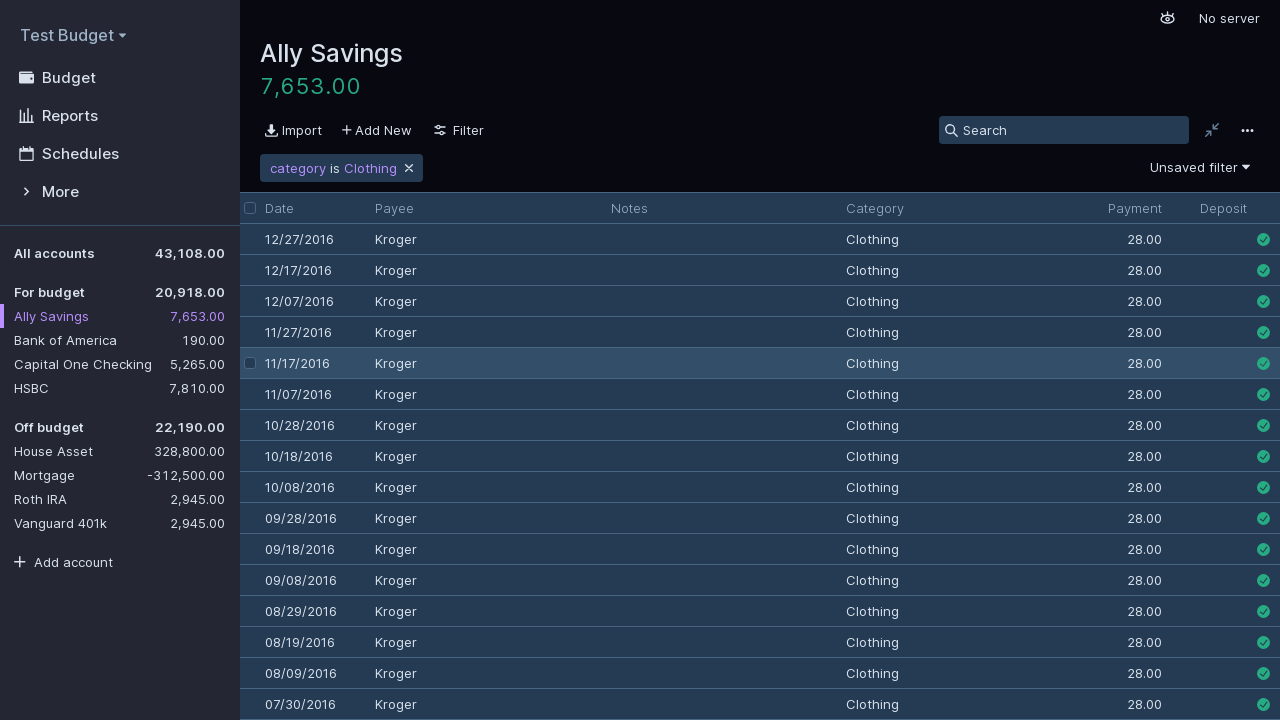 Test Budget
Budget
Reports
Schedules
More
All accounts 43,108.00
For budget 20,918.00
Ally Savings 7,653.00
Bank of America 190.00
Capital One Checking 5,265.00
HSBC 7,810.00
Off budget 22,190.00
House Asset 328,800.00
Mortgage -312,500.00
Roth IRA 2,945.00
Vanguard 401k 2,945.00
Add account
No server
Ally Savings
7,653.00
Import Add New Filter Search
category is Clothing Unsaved filter
Date Payee Notes Category Payment Deposit
12/27/2016 Kroger Clothing 28.00
12/17/2016 Kroger Clothing 28.00
12/07/2016 Kroger Clothing 28.00
11/27/2016 Kroger Clothing 28.00
11/17/2016 Kroger Clothing 28.00
11/07/2016 Kroger Clothing 28.00
10/28/2016 Kroger Clothing 28.00
10/18/2016 Kroger Clothing 28.00
10/08/2016 Kroger Clothing 28.00
09/28/2016 Kroger Clothing 28.00
09/18/2016 Kroger Clothing 28.00
09/08/2016 Kroger Clothing 28.00
08/29/2016 Kroger Clothing 28.00
08/19/2016 Kroger Clothing 28.00
08/09/2016 Kroger Clothing 28.00
07/30/2016 Kroger Clothing 28.00